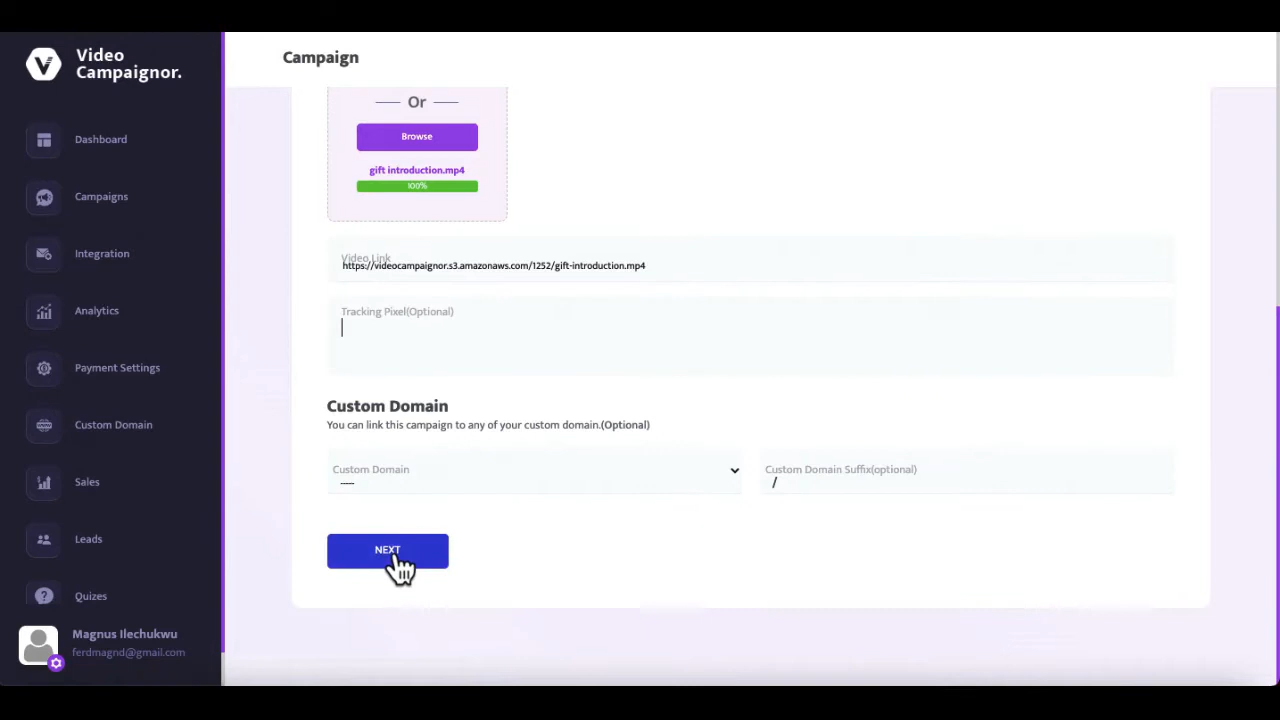 Video
Campaignor.
Dashboard
Campaigns
Integration
Analytics
Payment Settings
Custom Domain
Sales
Leads
Quizes
Magnus Ilechukwu
ferdmagnd@gmail.com
Campaign
Or
Browse
gift introduction.mp4
100%
Video Link
https://videocampaignor.s3.amazonaws.com/1252/gift-introduction.mp4
Tracking Pixel(Optional)
Custom Domain
You can link this campaign to any of your custom domain.(Optional)
Custom Domain
----
Custom Domain Suffix(optional)
/
NEXT